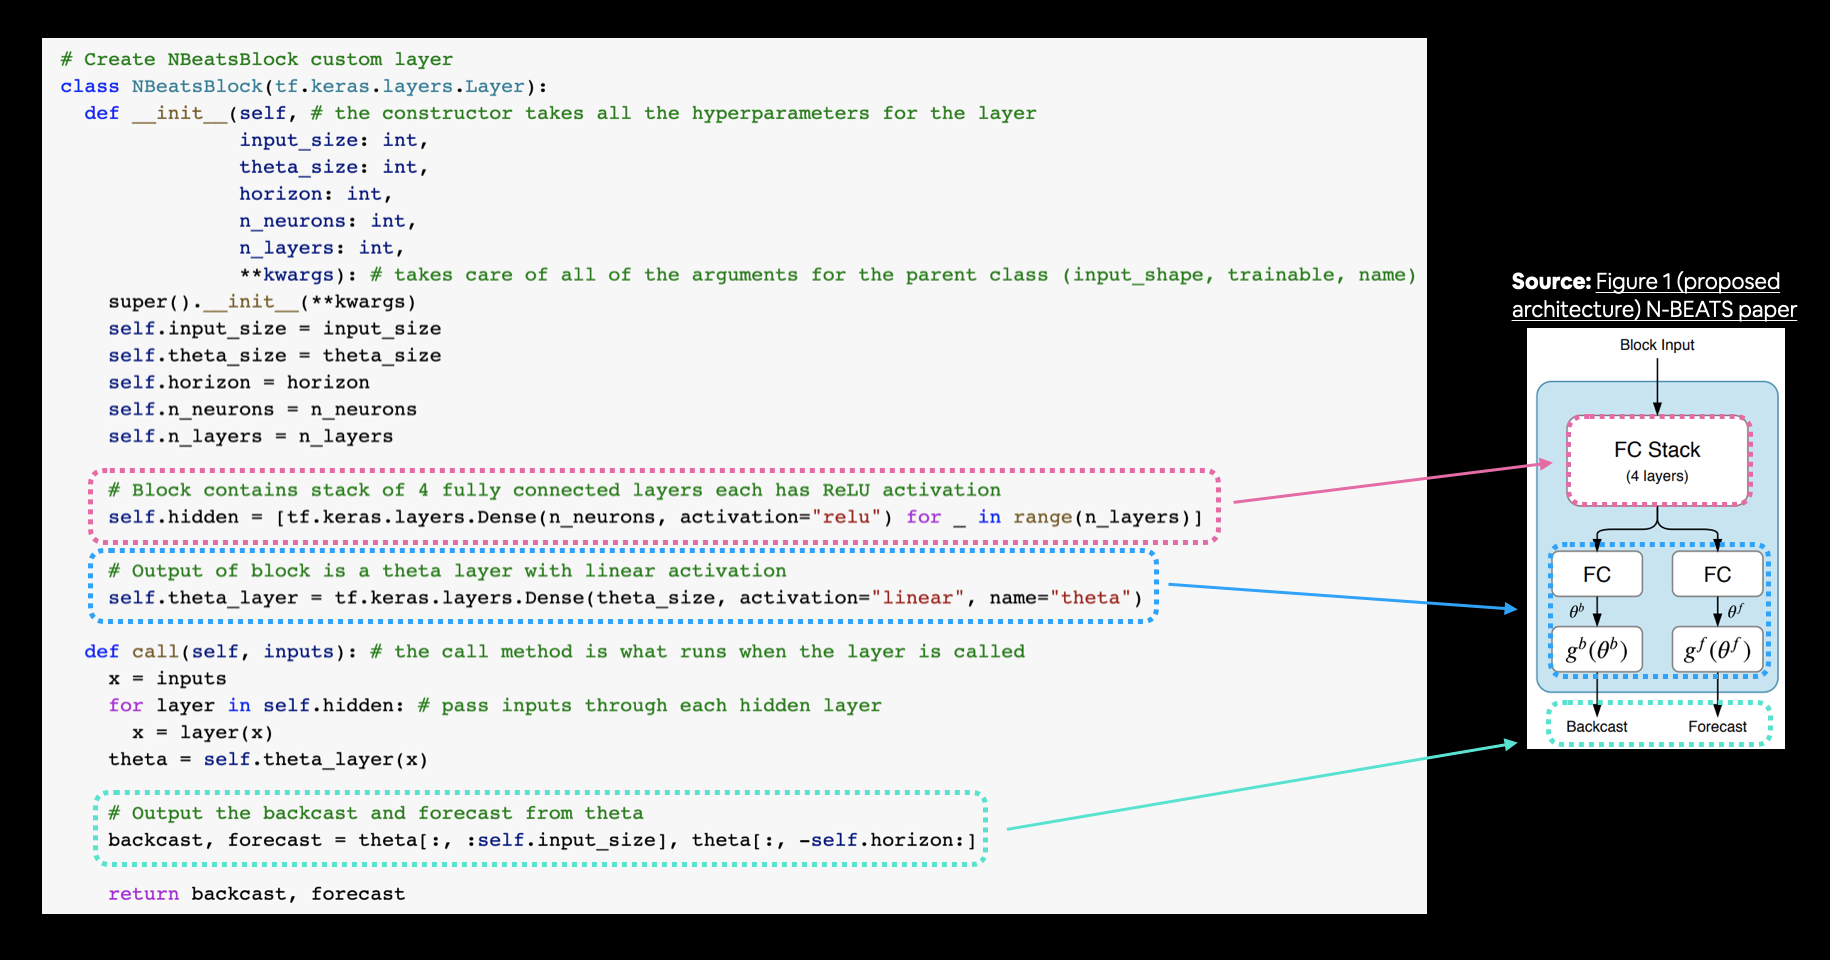 # Create NBeatsBlock custom layer
class NBeatsBlock(tf.keras.layers.Layer):
  def __init__(self, # the constructor takes all the hyperparameters for the layer
               input_size: int,
               theta_size: int,
               horizon: int,
               n_neurons: int,
               n_layers: int,
               **kwargs): # takes care of all of the arguments for the parent class (input_shape, trainable, name)
    super().__init__(**kwargs)
    self.input_size = input_size
    self.theta_size = theta_size
    self.horizon = horizon
    self.n_neurons = n_neurons
    self.n_layers = n_layers
    # Block contains stack of 4 fully connected layers each has ReLU activation
    self.hidden = [tf.keras.layers.Dense(n_neurons, activation="relu") for _ in range(n_layers)]
    # Output of block is a theta layer with linear activation
    self.theta_layer = tf.keras.layers.Dense(theta_size, activation="linear", name="theta")
  def call(self, inputs): # the call method is what runs when the layer is called
    x = inputs
    for layer in self.hidden: # pass inputs through each hidden layer
      x = layer(x)
    theta = self.theta_layer(x)
    # Output the backcast and forecast from theta
    backcast, forecast = theta[:, :self.input_size], theta[:, -self.horizon:]
    return backcast, forecast
Source: Figure 1 (proposed
architecture) N-BEATS paper
Block Input
FC Stack
(4 layers)
FC FC
θᵇ θᶠ
gᵇ(θᵇ) gᶠ(θᶠ)
Backcast Forecast